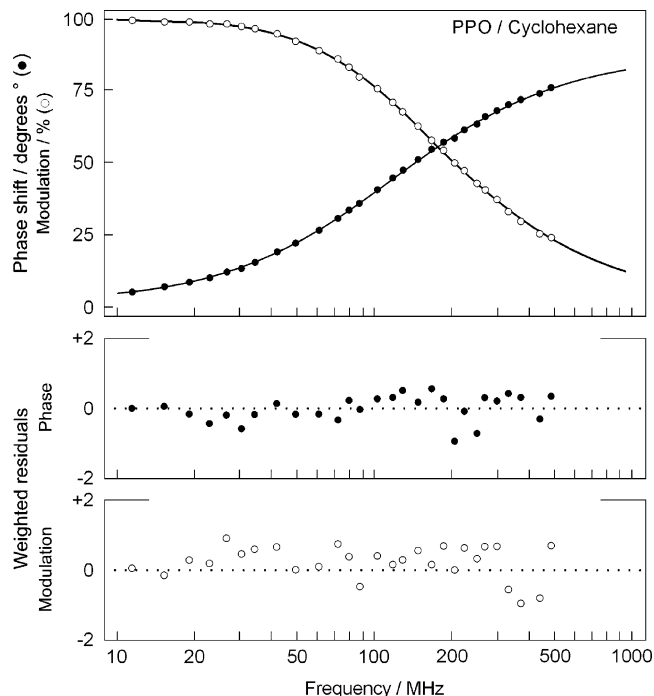 PPO / Cyclohexane
Phase shift / degrees ° (●)
Modulation / % (○)
100
75
50
25
0
Weighted residuals
Phase
+2
0
-2
Modulation
+2
0
-2
10 20 50 100 200 500 1000
Frequency / MHz